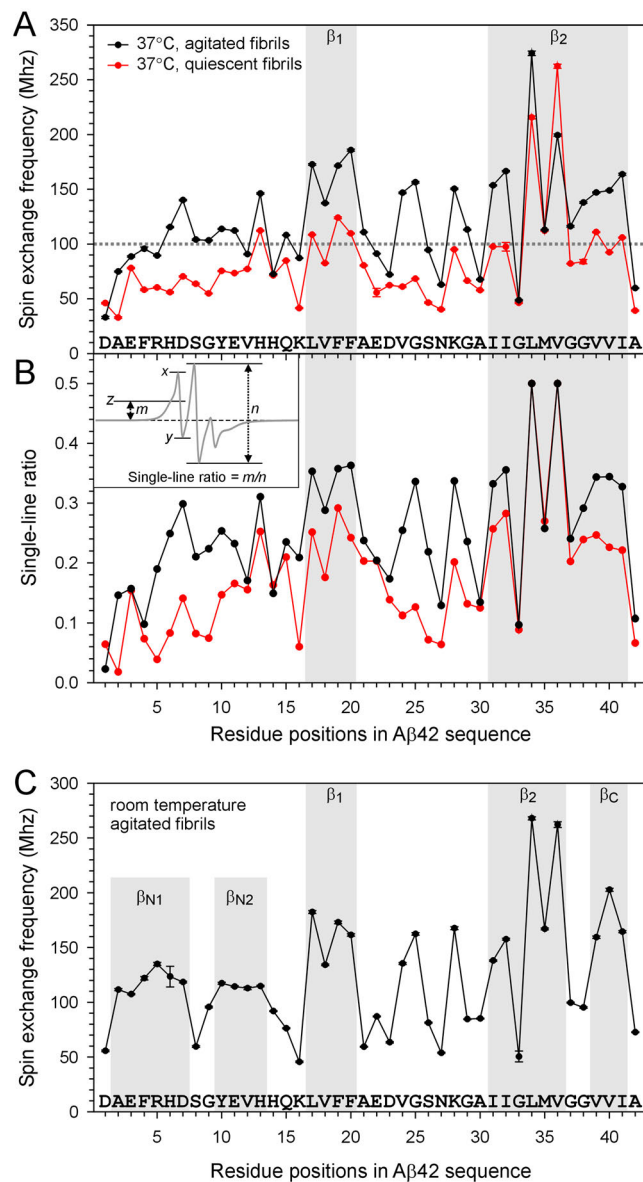 A
37°C, agitated fibrils
37°C, quiescent fibrils
β1
β2
Spin exchange frequency (Mhz)
350
300
250
200
150
100
50
0
DAEFRHDSGYEVHHQKLVFFAEDVGSNKGAIIGLMVGGVVIA
B
x
z
m
n
y
Single-line ratio = m/n
Single-line ratio
0.5
0.4
0.3
0.2
0.1
0.0
5 10 15 20 25 30 35 40
Residue positions in Aβ42 sequence
C
room temperature
agitated fibrils
βN1
βN2
β1
β2
βC
Spin exchange frequency (Mhz)
300
250
200
150
100
50
0
DAEFRHDSGYEVHHQKLVFFAEDVGSNKGAIIGLMVGGVVIA
5 10 15 20 25 30 35 40
Residue positions in Aβ42 sequence